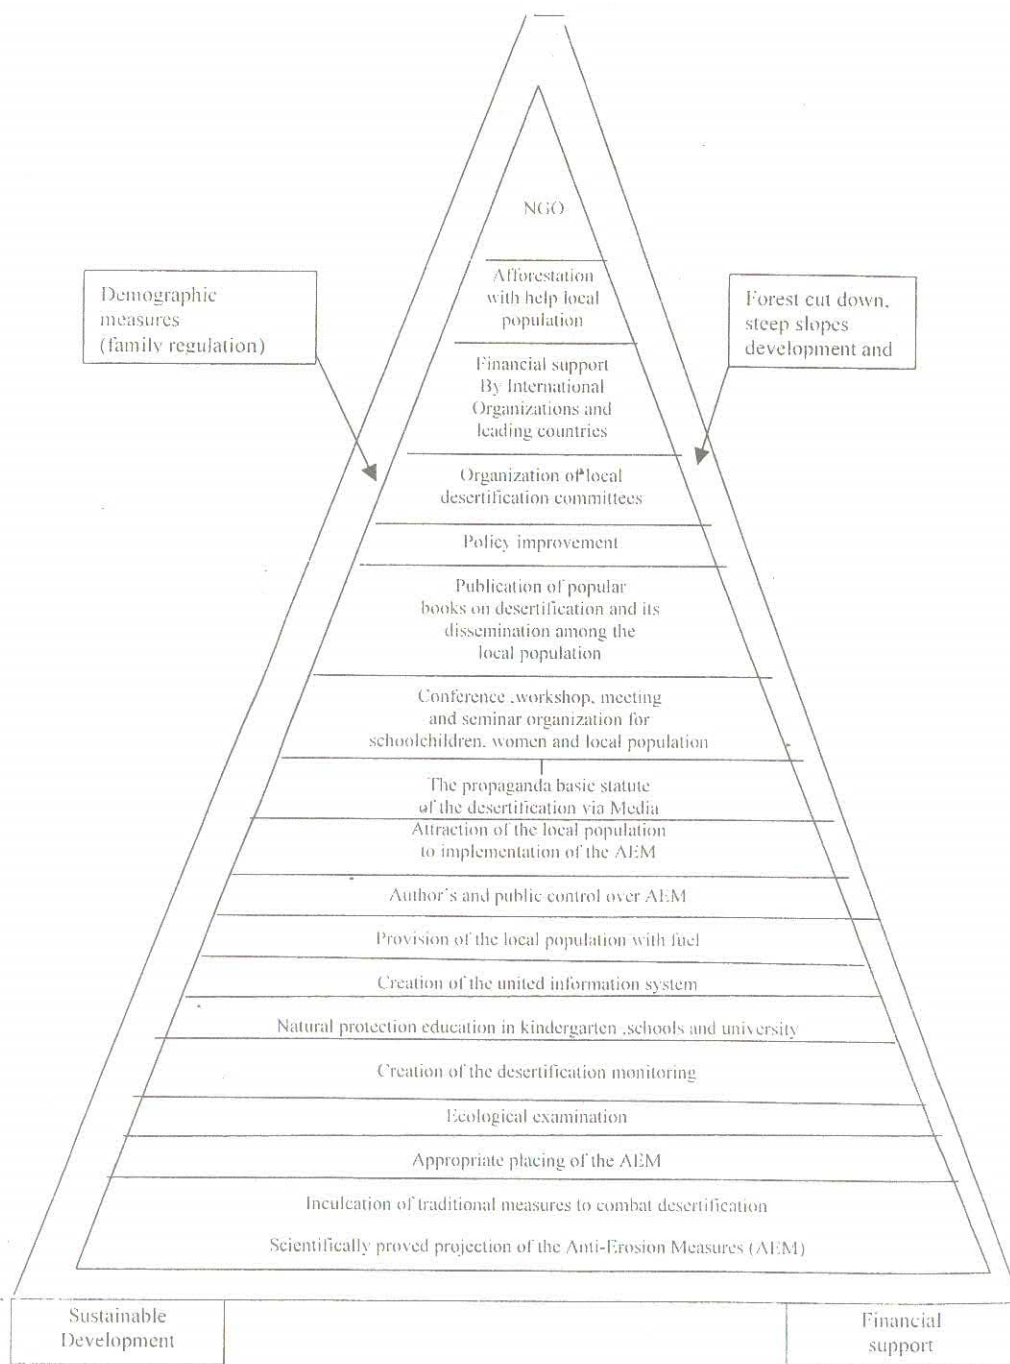 NGO
Afforestation
with help local
population
Demographic
measures
(family regulation)
Forest cut down,
steep slopes
development and
Financial support
By International
Organizations and
leading countries
Organization of local
desertification committees
Policy improvement
Publication of popular
books on desertification and its
dissemination among the
local population
Conference ,workshop, meeting
and seminar organization for
schoolchildren, women and local population
The propaganda basic statute
of the desertification via Media
Attraction of the local population
to implementation of the AEM
Author's and public control over AEM
Provision of the local population with fuel
Creation of the united information system
Natural protection education in kindergarten ,schools and university
Creation of the desertification monitoring
Ecological examination
Appropriate placing of the AEM
Inculcation of traditional measures to combat desertification
Scientifically proved projection of the Anti-Erosion Measures (AEM)
Sustainable
Development
Financial
support